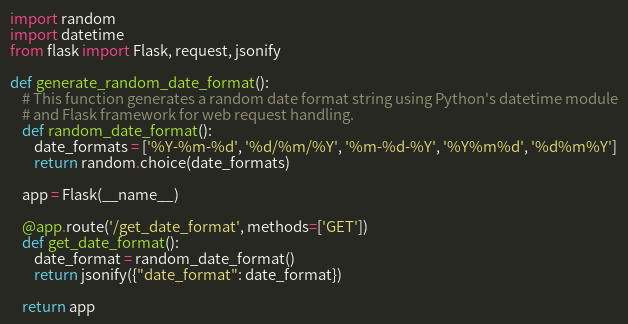 import random
import datetime
from flask import Flask, request, jsonify

def generate_random_date_format():
    # This function generates a random date format string using Python's datetime module
    # and Flask framework for web request handling.
    def random_date_format():
        date_formats = ['%Y-%m-%d', '%d/%m/%Y', '%m-%d-%Y', '%Y%m%d', '%d%m%Y']
        return random.choice(date_formats)

    app = Flask(__name__)

    @app.route('/get_date_format', methods=['GET'])
    def get_date_format():
        date_format = random_date_format()
        return jsonify({"date_format": date_format})

    return app